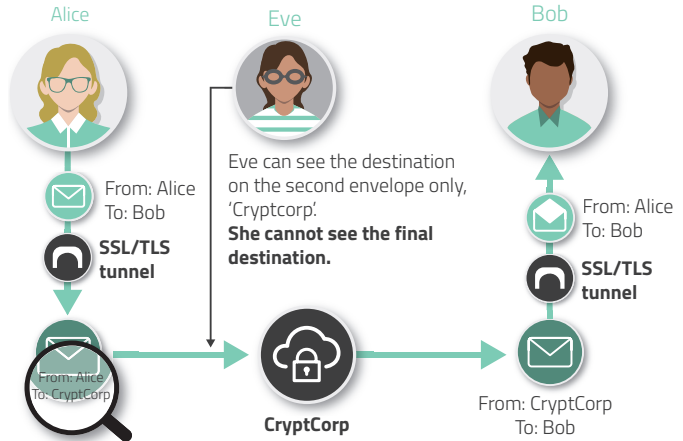 Alice
Eve
Bob
From: Alice
To: Bob
SSL/TLS
tunnel
From: Alice
To: CryptCorp
Eve can see the destination
on the second envelope only,
‘Cryptcorp’.
She cannot see the final
destination.
CryptCorp
From: Alice
To: Bob
SSL/TLS
tunnel
From: CryptCorp
To: Bob